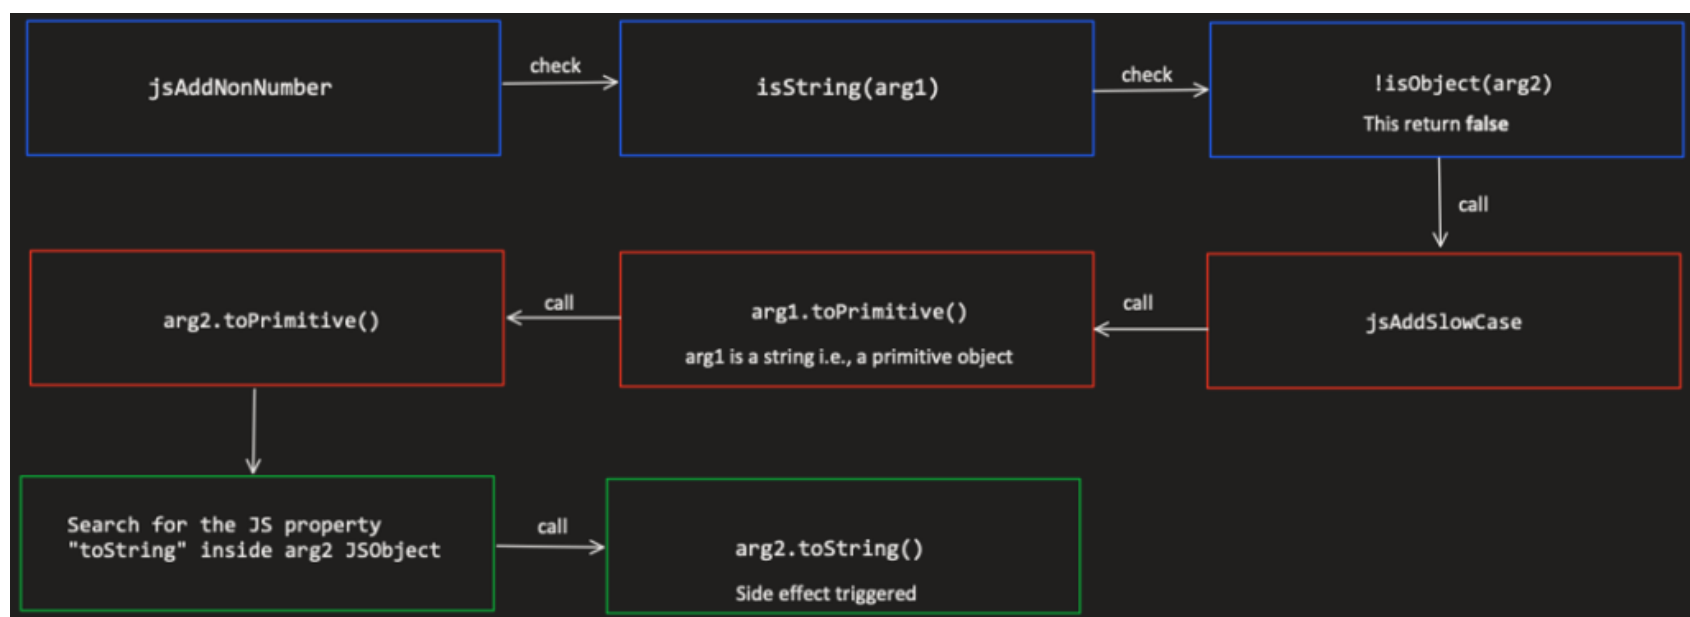 jsAddNonNumber
check
isString(arg1)
check
!isObject(arg2)
This return false
call
jsAddSlowCase
call
arg1.toPrimitive()
arg1 is a string i.e., a primitive object
call
arg2.toPrimitive()
Search for the JS property
"toString" inside arg2 JSObject
call
arg2.toString()
Side effect triggered